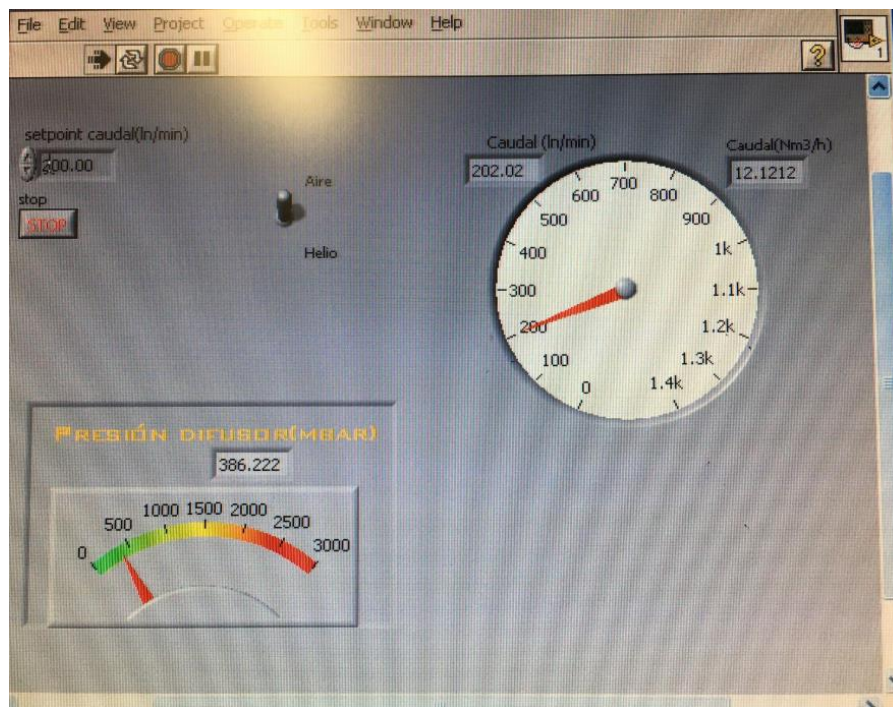 File Edit View Project Operate Tools Window Help
1
setpoint caudal(ln/min)
200.00
stop
STOP
Aire
Helio
Caudal (ln/min)
202.02
Caudal(Nm3/h)
12.1212
0
100
200
300
400
500
600
700
800
900
1k
1.1k
1.2k
1.3k
1.4k
PRESIÓN DIFUSOR(MBAR)
386.222
0
500
1000
1500
2000
2500
3000